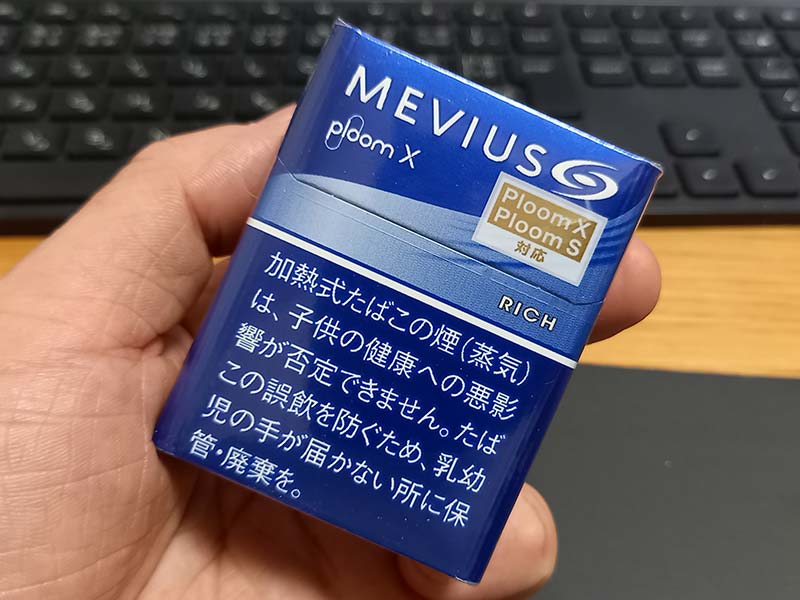 MEVIUS
ploom X
Ploom X
Ploom S
対応
RICH
加熱式たばこの煙(蒸気)
は、子供の健康への悪影
響が否定できません。たば
この誤飲を防ぐため、乳幼
児の手が届かない所に保
管・廃棄を。